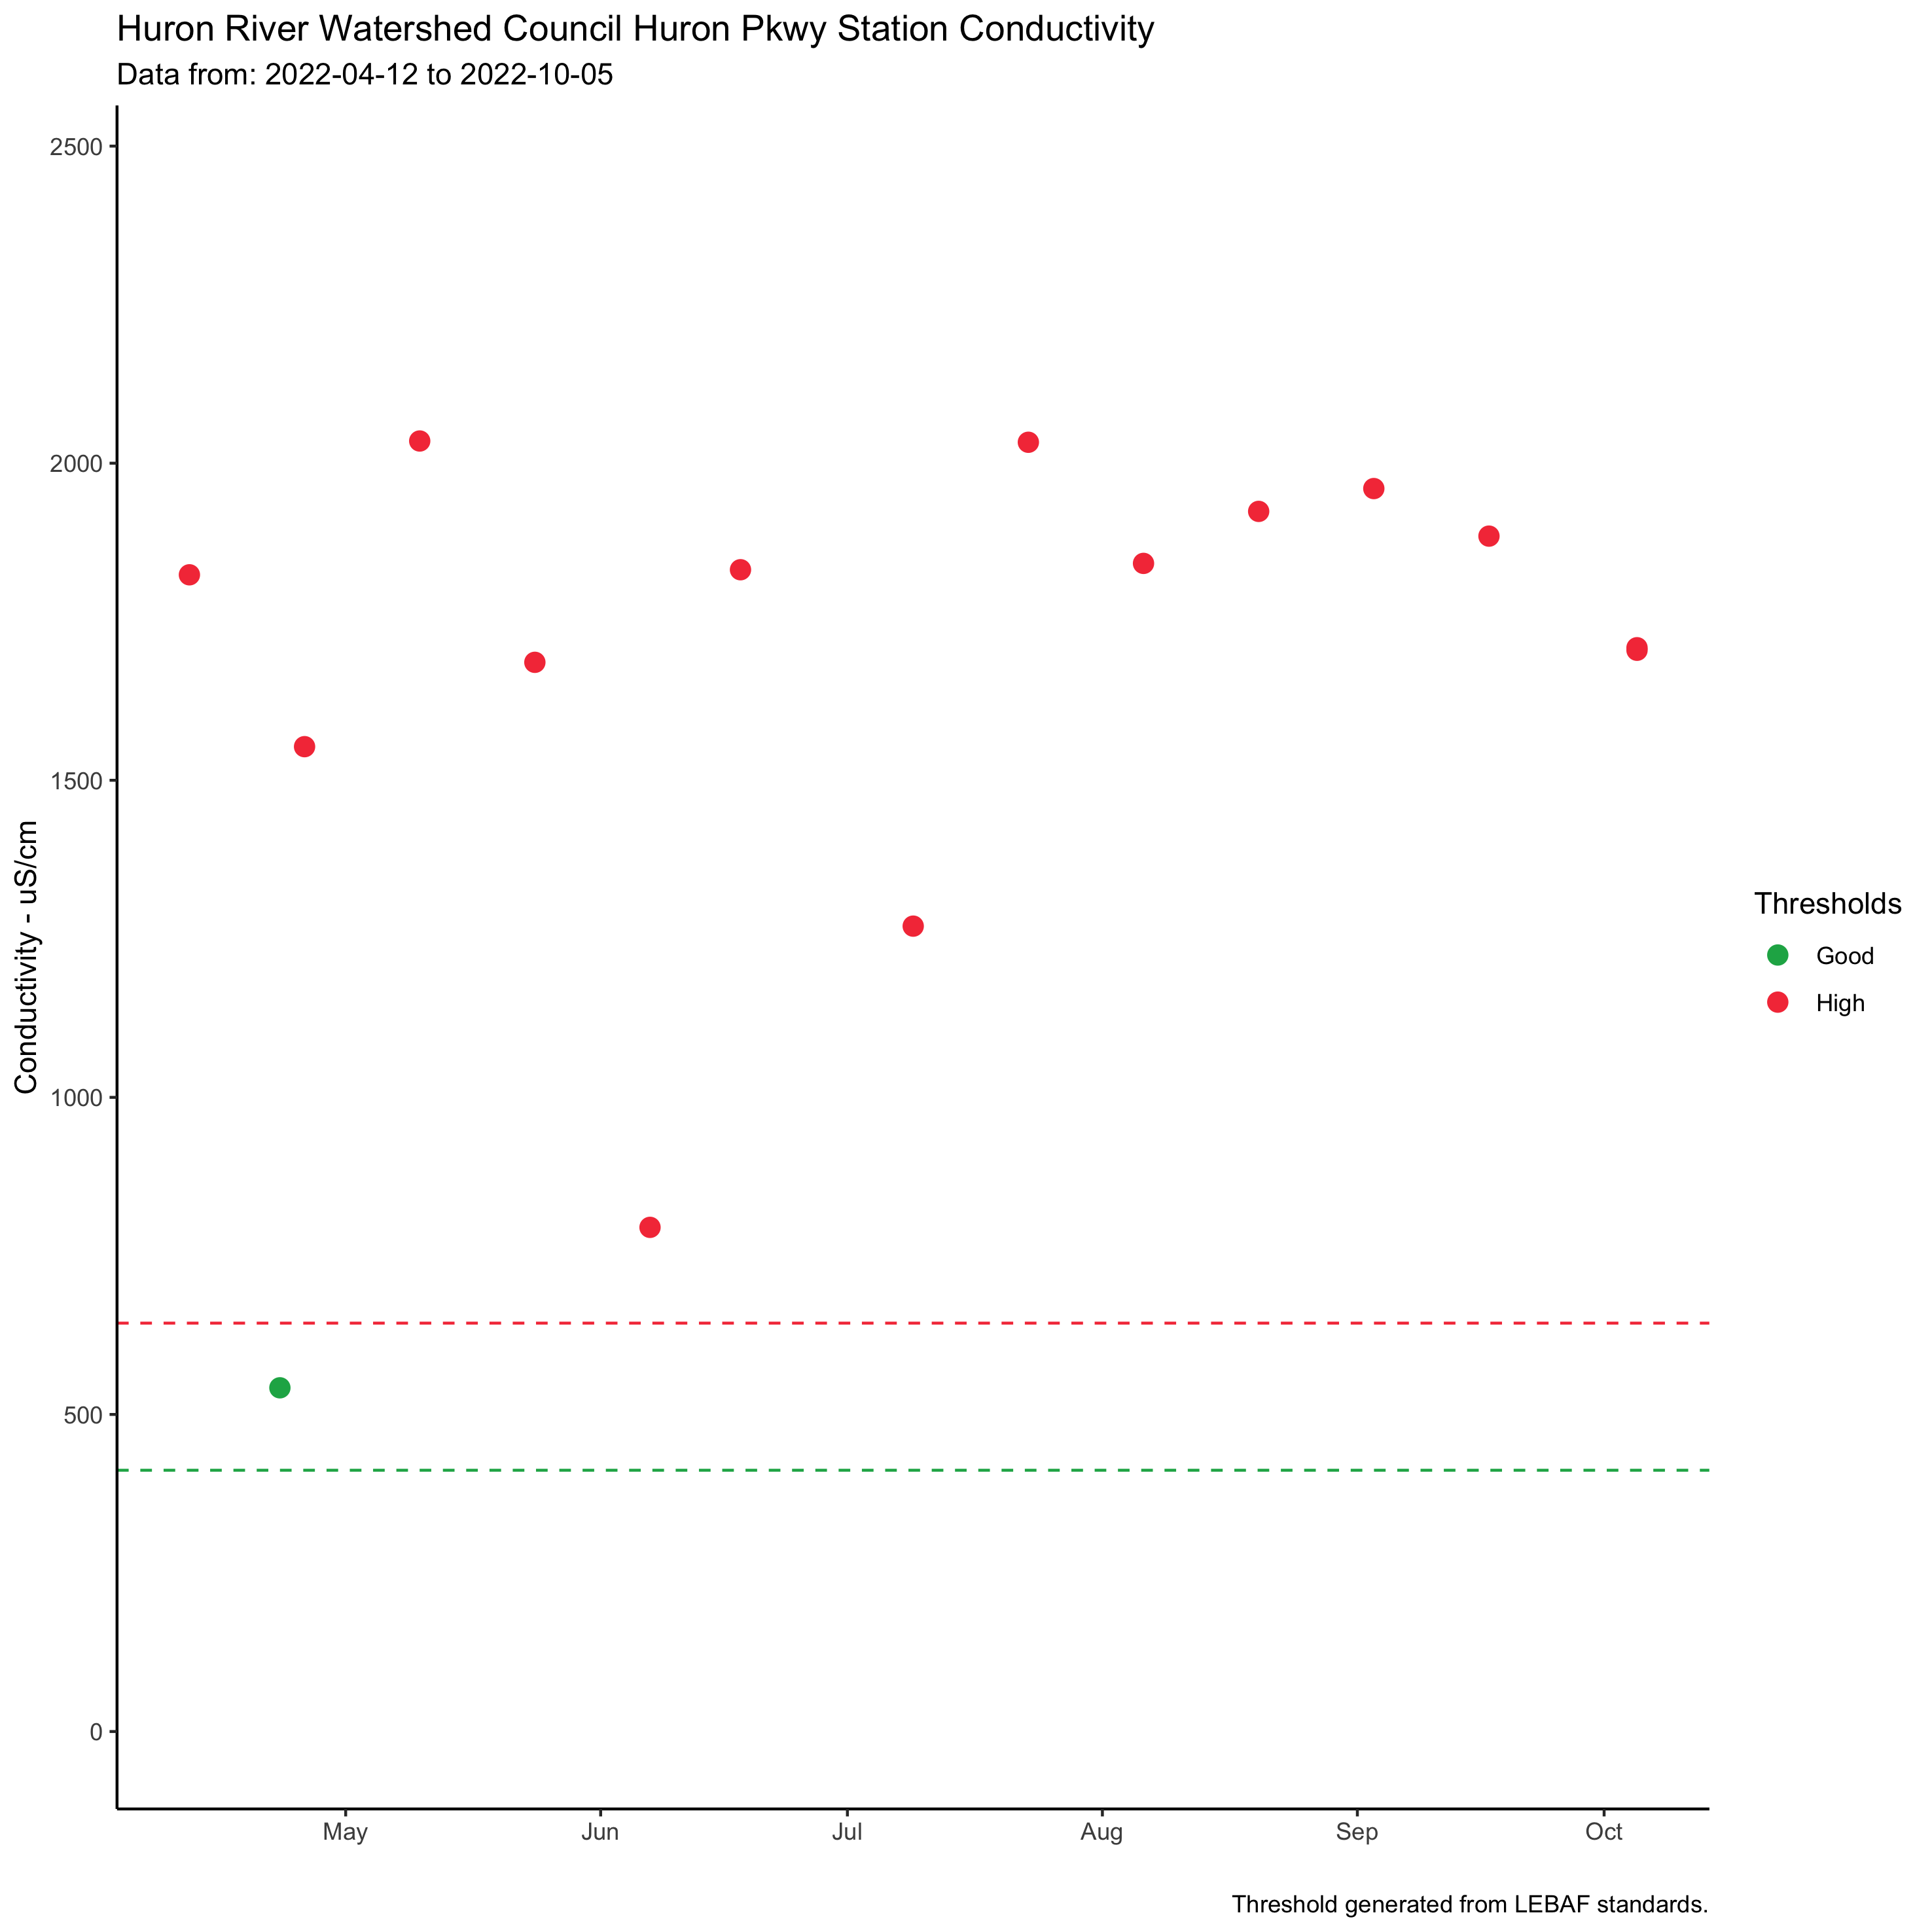 Huron River Watershed Council Huron Pkwy Station Conductivity
Data from: 2022-04-12 to 2022-10-05
2500
2000
1500
1000
500
0
Conductivity - uS/cm
May
Jun
Jul
Aug
Sep
Oct
Thresholds
Good
High
Threshold generated from LEBAF standards.